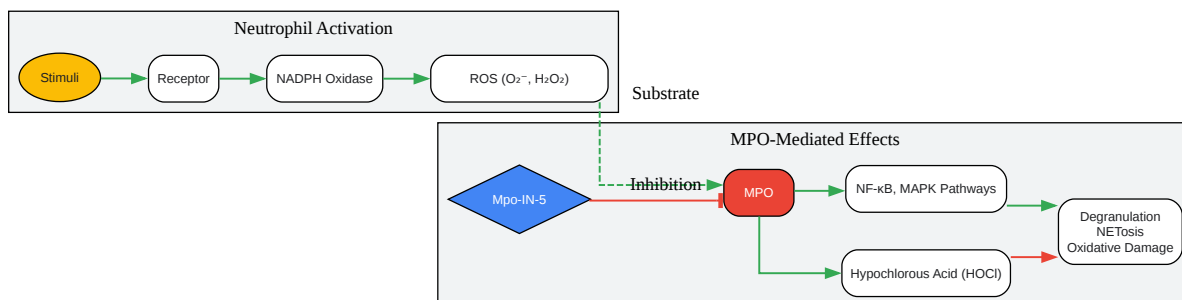 Neutrophil Activation
Stimuli
Receptor
NADPH Oxidase
ROS (O₂⁻, H₂O₂)
Substrate
MPO-Mediated Effects
Mpo-IN-5
Inhibition
MPO
NF-κB, MAPK Pathways
Hypochlorous Acid (HOCl)
Degranulation
NETosis
Oxidative Damage